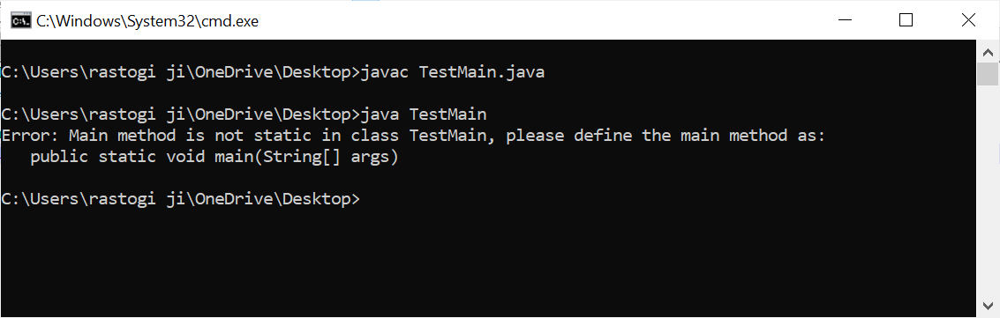 C:\Windows\System32\cmd.exe
C:\Users\rastogi ji\OneDrive\Desktop>javac TestMain.java
C:\Users\rastogi ji\OneDrive\Desktop>java TestMain
Error: Main method is not static in class TestMain, please define the main method as:
   public static void main(String[] args)
C:\Users\rastogi ji\OneDrive\Desktop>